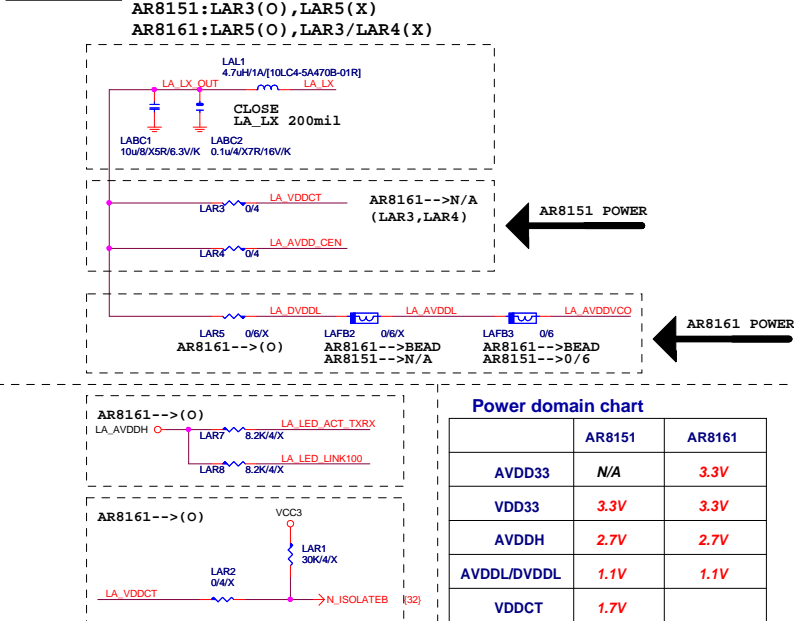 AR8151:LAR3(O),LAR5(X)
AR8161:LAR5(O),LAR3/LAR4(X)
LAL1
4.7uH/1A/[10LC4-5A470B-01R]
LA_LX_OUT
LA_LX
CLOSE
LA_LX 200mil
LABC1
10u/8/X5R/6.3V/K
LABC2
0.1u/4/X7R/16V/K
LA_VDDCT
LAR3 0/4
AR8161-->N/A
(LAR3,LAR4)
LA_AVDD_CEN
LAR4 0/4
AR8151 POWER
LA_DVDDL
LA_AVDDL
LA_AVDDVCO
LAR5 0/6/X
LAFB2 0/6/X
LAFB3 0/6
AR8161-->(O)
AR8161-->BEAD
AR8151-->N/A
AR8161-->BEAD
AR8151-->0/6
AR8161 POWER
AR8161-->(O)
LA_AVDDH
LA_LED_ACT_TXRX
LAR7 8.2K/4/X
LA_LED_LINK100
LAR8 8.2K/4/X
AR8161-->(O)
VCC3
LAR1
30K/4/X
LAR2
0/4/X
LA_VDDCT
N_ISOLATEB {32}
Power domain chart
AR8151 AR8161
AVDD33 N/A 3.3V
VDD33 3.3V 3.3V
AVDDH 2.7V 2.7V
AVDDL/DVDDL 1.1V 1.1V
VDDCT 1.7V